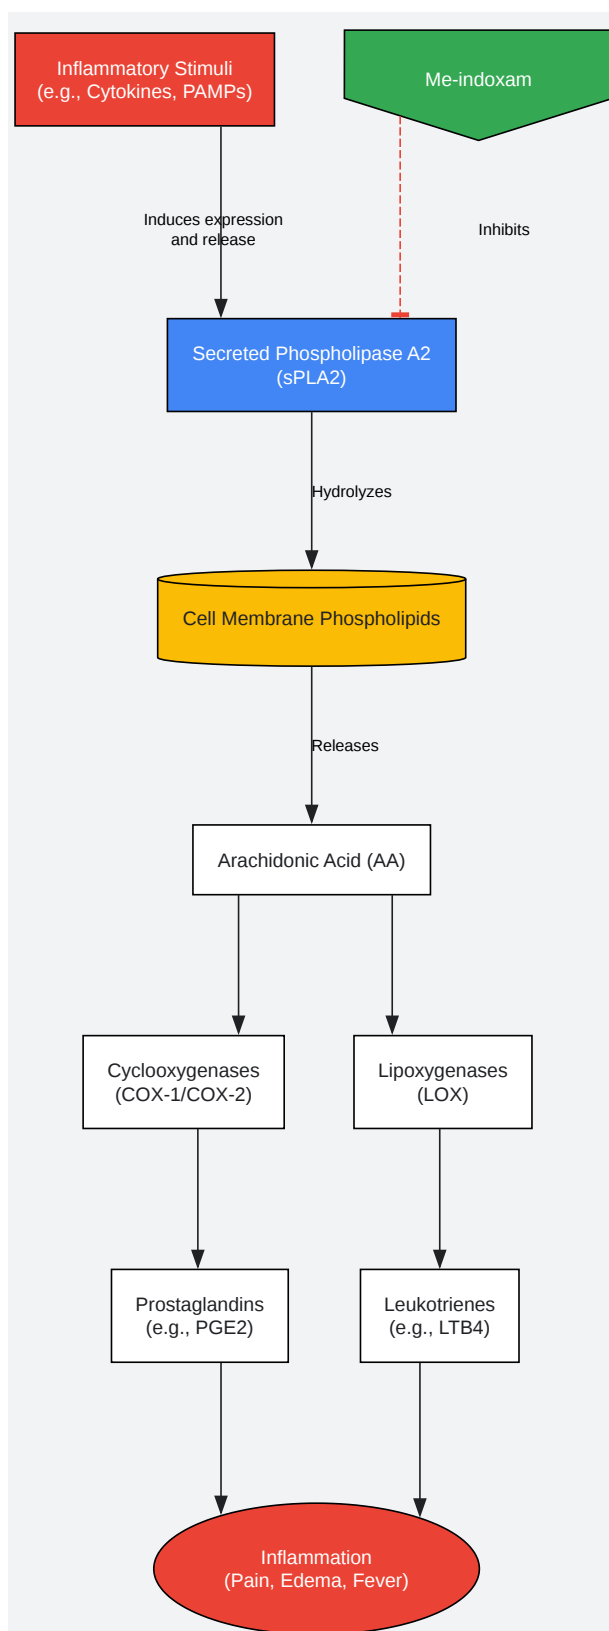 Inflammatory Stimuli
(e.g., Cytokines, PAMPs)
Me-indoxam
Induces expression
and release
Inhibits
Secreted Phospholipase A2
(sPLA2)
Hydrolyzes
Cell Membrane Phospholipids
Releases
Arachidonic Acid (AA)
Cyclooxygenases
(COX-1/COX-2)
Lipoxygenases
(LOX)
Prostaglandins
(e.g., PGE2)
Leukotrienes
(e.g., LTB4)
Inflammation
(Pain, Edema, Fever)